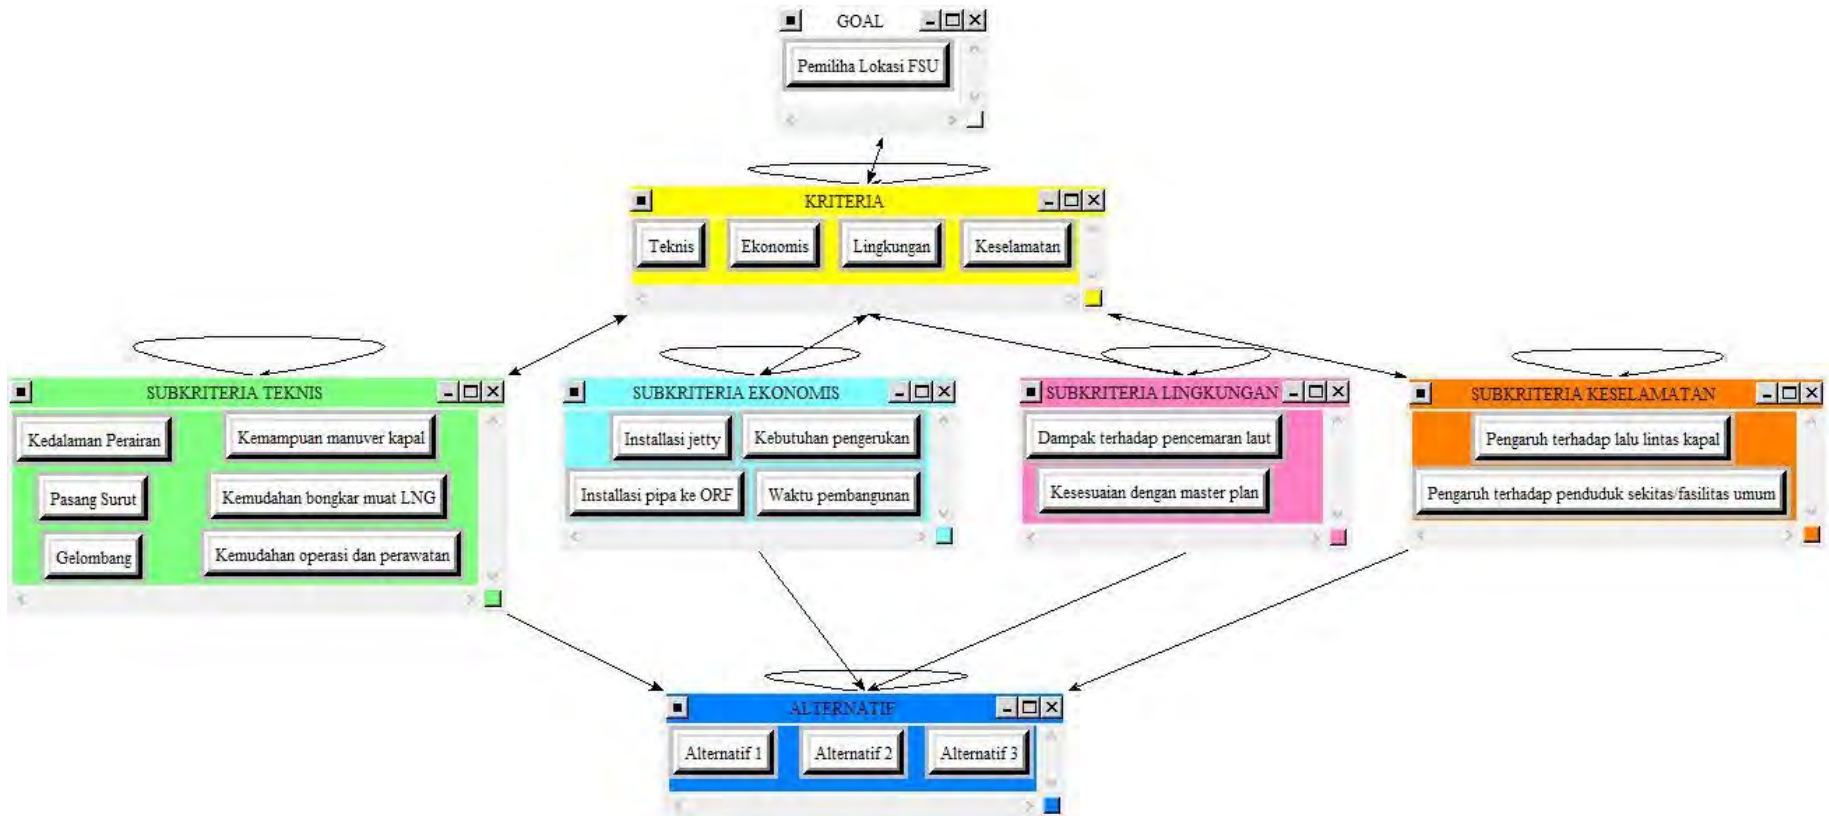 GOAL
Pemiliha Lokasi FSU
KRITERIA
Teknis
Ekonomis
Lingkungan
Keselamatan
SUBKRITERIA TEKNIS
Kedalaman Perairan
Kemampuan manuver kapal
Pasang Surut
Kemudahan bongkar muat LNG
Gelombang
Kemudahan operasi dan perawatan
SUBKRITERIA EKONOMIS
Installasi jetty
Kebutuhan pengerukan
Installasi pipa ke ORF
Waktu pembangunan
SUBKRITERIA LINGKUNGAN
Dampak terhadap pencemaran laut
Kesesuaian dengan master plan
SUBKRITERIA KESELAMATAN
Pengaruh terhadap lalu lintas kapal
Pengaruh terhadap penduduk sekitas/fasilitas umum
ALTERNATIF
Alternatif 1
Alternatif 2
Alternatif 3